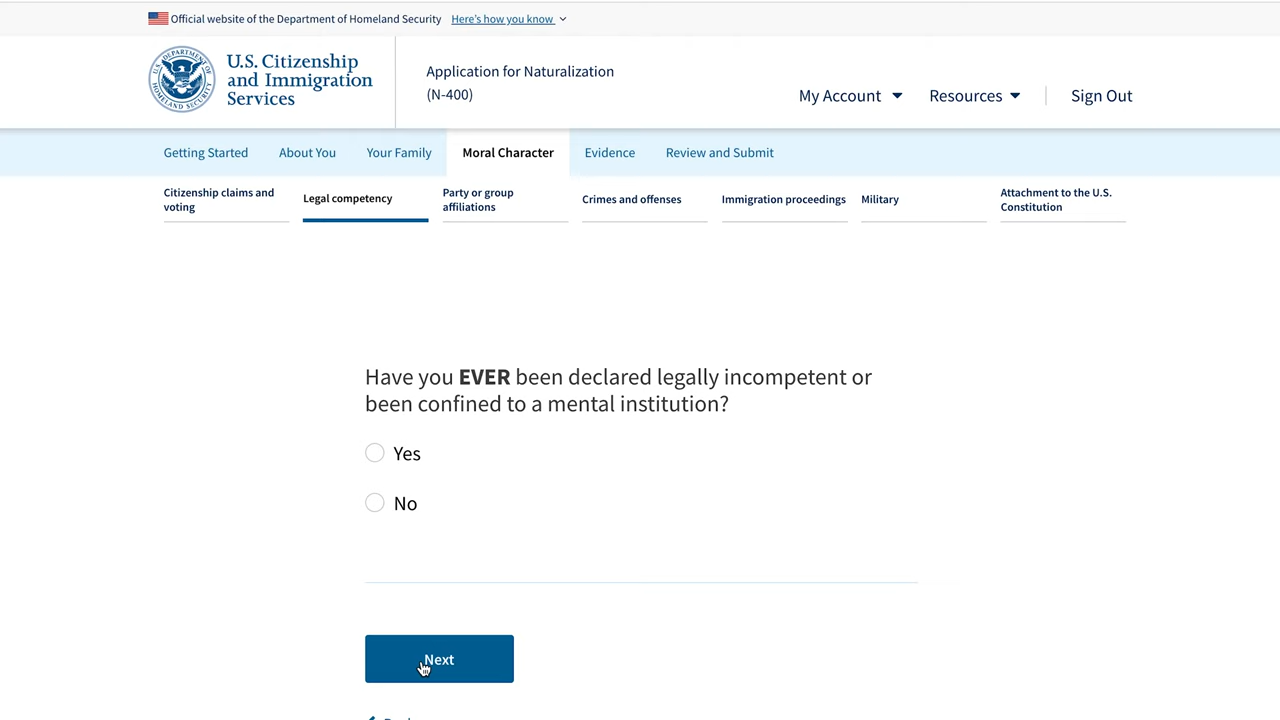 Official website of the Department of Homeland Security Here's how you know
U.S. Citizenship
and Immigration
Services
Application for Naturalization
(N-400)
My Account
Resources
Sign Out
Getting Started
About You
Your Family
Moral Character
Evidence
Review and Submit
Citizenship claims and
voting
Legal competency
Party or group
affiliations
Crimes and offenses
Immigration proceedings
Military
Attachment to the U.S.
Constitution
Have you EVER been declared legally incompetent or
been confined to a mental institution?
Yes
No
Next